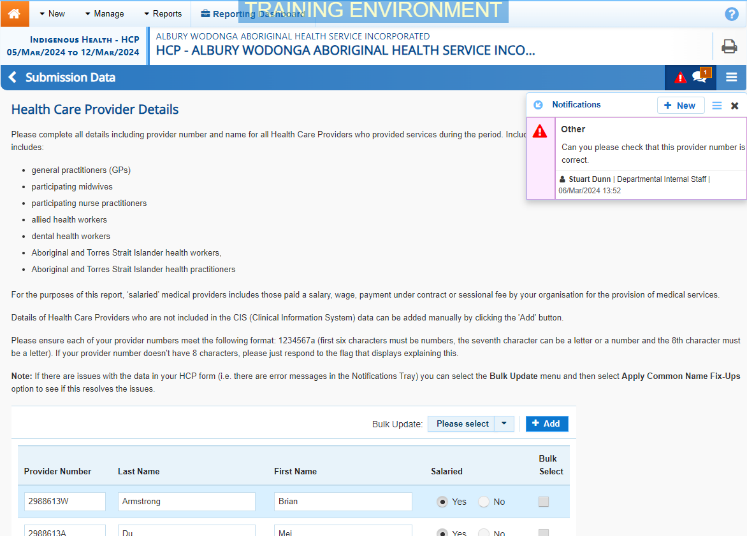 New
Manage
Reports
Reporting Dashboard
TRAINING ENVIRONMENT
?
INDIGENOUS HEALTH - HCP
05/MAR/2024 TO 12/MAR/2024
ALBURY WODONGA ABORIGINAL HEALTH SERVICE INCORPORATED
HCP - ALBURY WODONGA ABORIGINAL HEALTH SERVICE INCO...
Submission Data
1
Health Care Provider Details
Please complete all details including provider number and name for all Health Care Providers who provided services during the period. Includ
includes:
• general practitioners (GPs)
• participating midwives
• participating nurse practitioners
• allied health workers
• dental health workers
• Aboriginal and Torres Strait Islander health workers,
• Aboriginal and Torres Strait Islander health practitioners
Notifications
+ New
Other
Can you please check that this provider number is
correct.
Stuart Dunn | Departmental Internal Staff |
06/Mar/2024 13:52
For the purposes of this report, 'salaried' medical providers includes those paid a salary, wage, payment under contract or sessional fee by your organisation for the provision of medical services.
Details of Health Care Providers who are not included in the CIS (Clinical Information System) data can be added manually by clicking the 'Add' button.
Please ensure each of your provider numbers meet the following format: 1234567a (first six characters must be numbers, the seventh character can be a letter or a number and the 8th character must
be a letter). If your provider number doesn't have 8 characters, please just respond to the flag that displays explaining this.
Note: If there are issues with the data in your HCP form (i.e. there are error messages in the Notifications Tray) you can select the Bulk Update menu and then select Apply Common Name Fix-Ups
option to see if this resolves the issues.
Bulk Update: Please select + Add
Provider Number Last Name First Name Salaried Bulk Select
2988613W Armstrong Brian Yes No
2988613A Du Mei Yes No